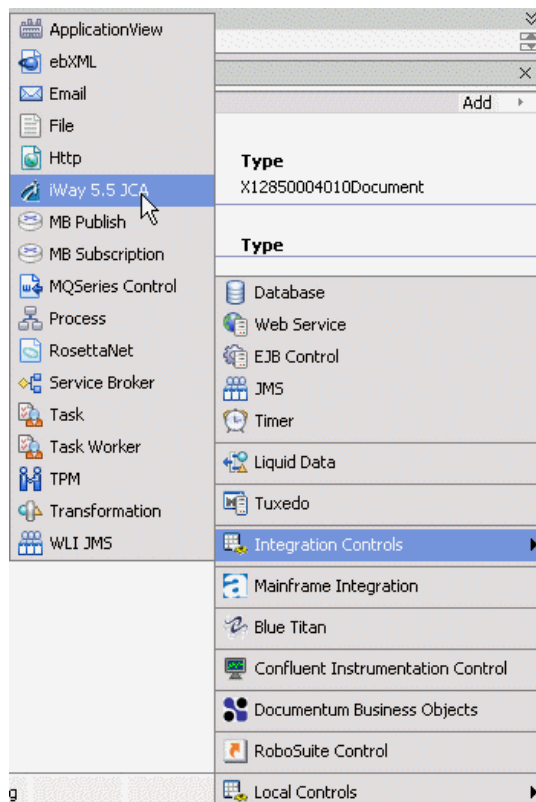 ApplicationView
ebXML
Email
File
Http
iWay 5.5 JCA
MB Publish
MB Subscription
MQSeries Control
Process
RosettaNet
Service Broker
Task
Task Worker
TPM
Transformation
WLI JMS
Add
Type
X12850004010Document
Type
Database
Web Service
EJB Control
JMS
Timer
Liquid Data
Tuxedo
Integration Controls
Mainframe Integration
Blue Titan
Confluent Instrumentation Control
Documentum Business Objects
RoboSuite Control
Local Controls
g